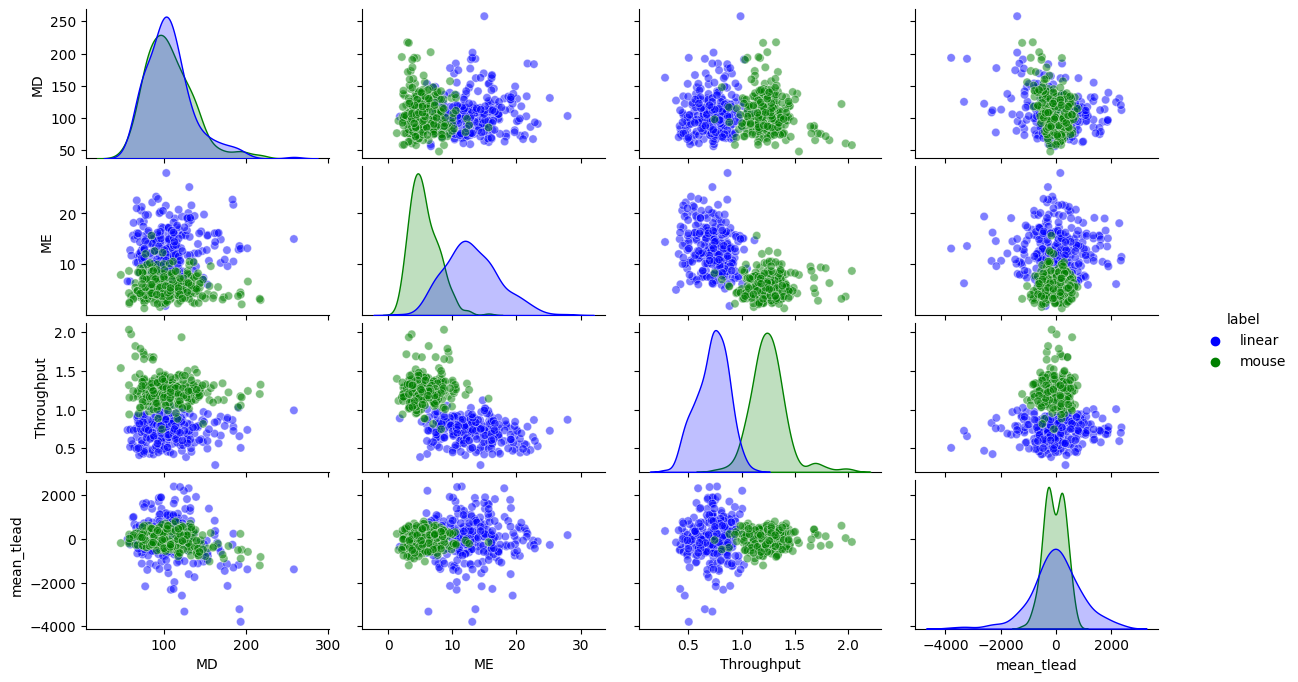 250
200
150
100
50
MD
20
10
ME
2.0
1.5
1.0
0.5
Throughput
2000
0
−2000
−4000
mean_tlead
100 200 300
MD
0 10 20 30
ME
0.5 1.0 1.5 2.0
Throughput
−4000 −2000 0 2000
mean_tlead
label
linear
mouse